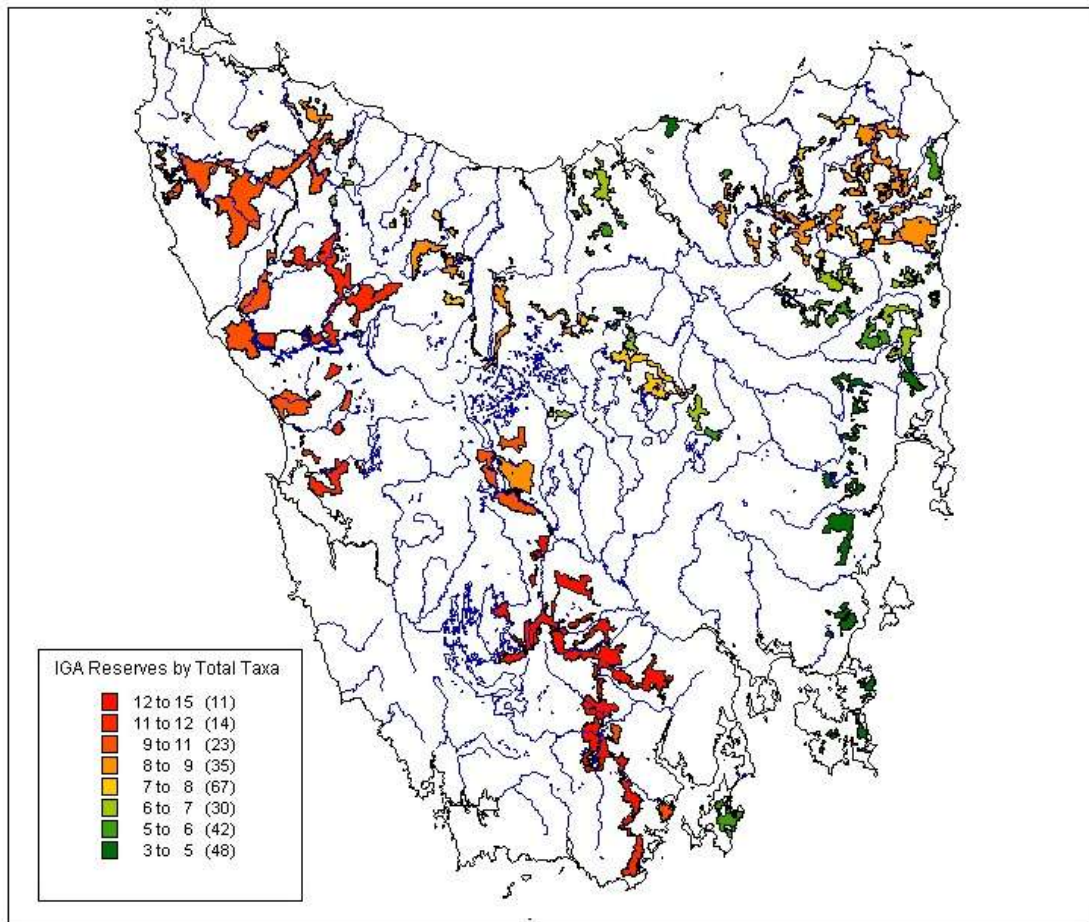 IGA Reserves by Total Taxa
12 to 15 (11)
11 to 12 (14)
9 to 11 (23)
8 to 9 (35)
7 to 8 (67)
6 to 7 (30)
5 to 6 (42)
3 to 5 (48)